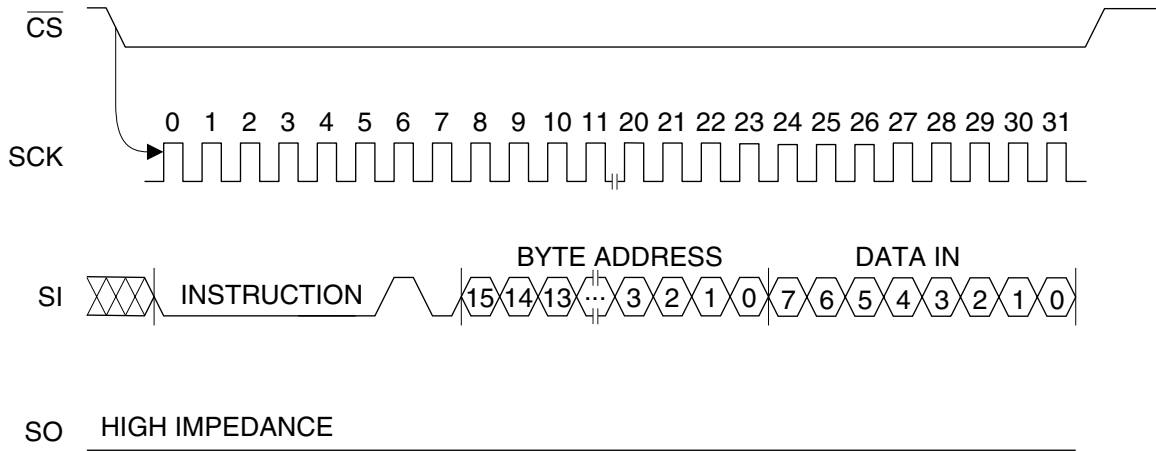 CS
0 1 2 3 4 5 6 7 8 9 10 11 20 21 22 23 24 25 26 27 28 29 30 31
SCK
BYTE ADDRESS DATA IN
SI INSTRUCTION 15 14 13 ... 3 2 1 0 7 6 5 4 3 2 1 0
SO HIGH IMPEDANCE